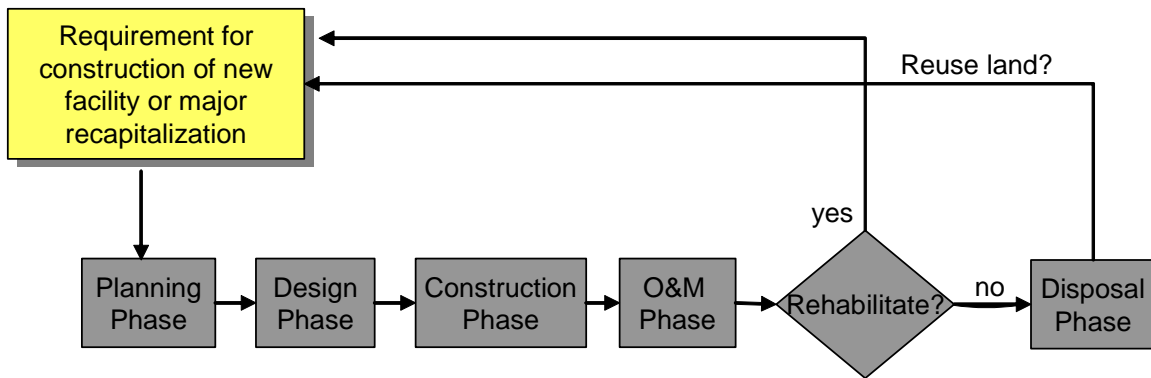 Requirement for
construction of new
facility or major
recapitalization
Reuse land?
yes
Planning
Phase
Design
Phase
Construction
Phase
O&M
Phase
Rehabilitate?
no
Disposal
Phase